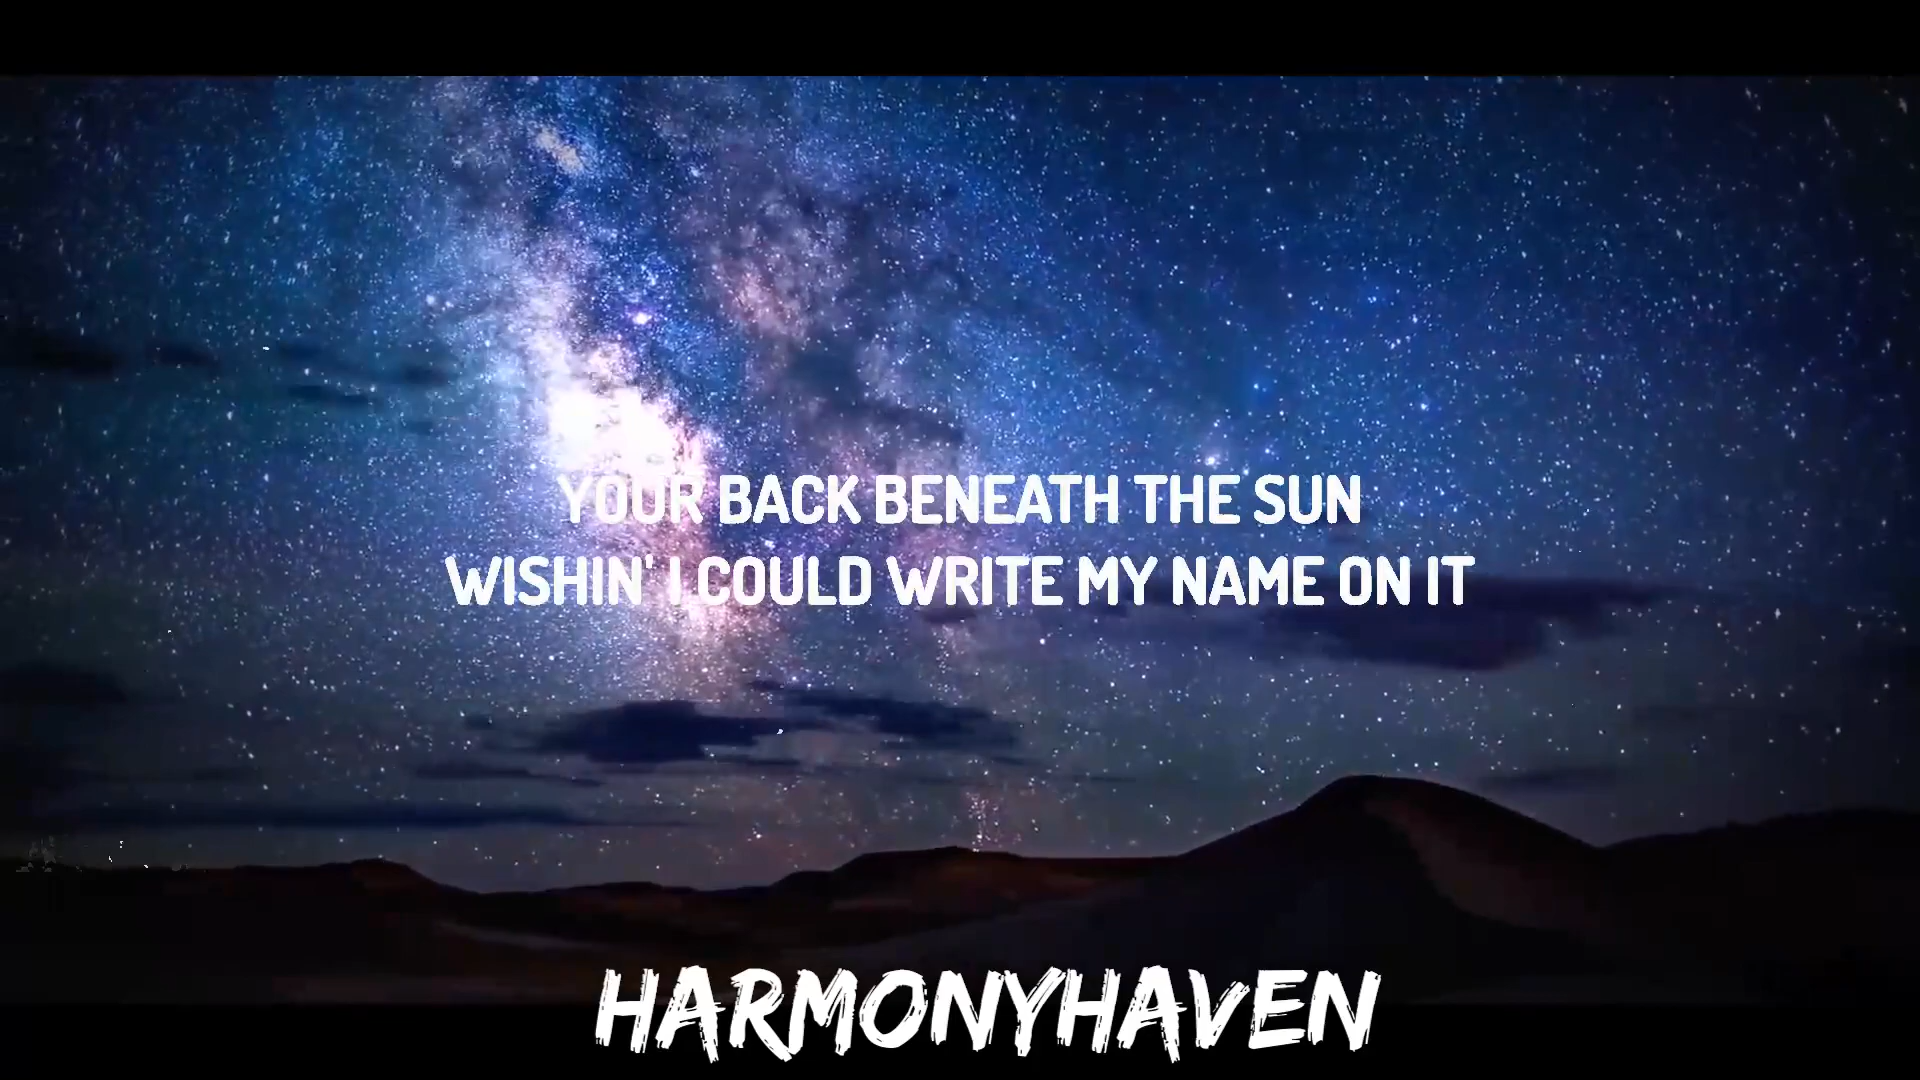 YOUR BACK BENEATH THE SUN
WISHIN' I COULD WRITE MY NAME ON IT
HARMONYHAVEN